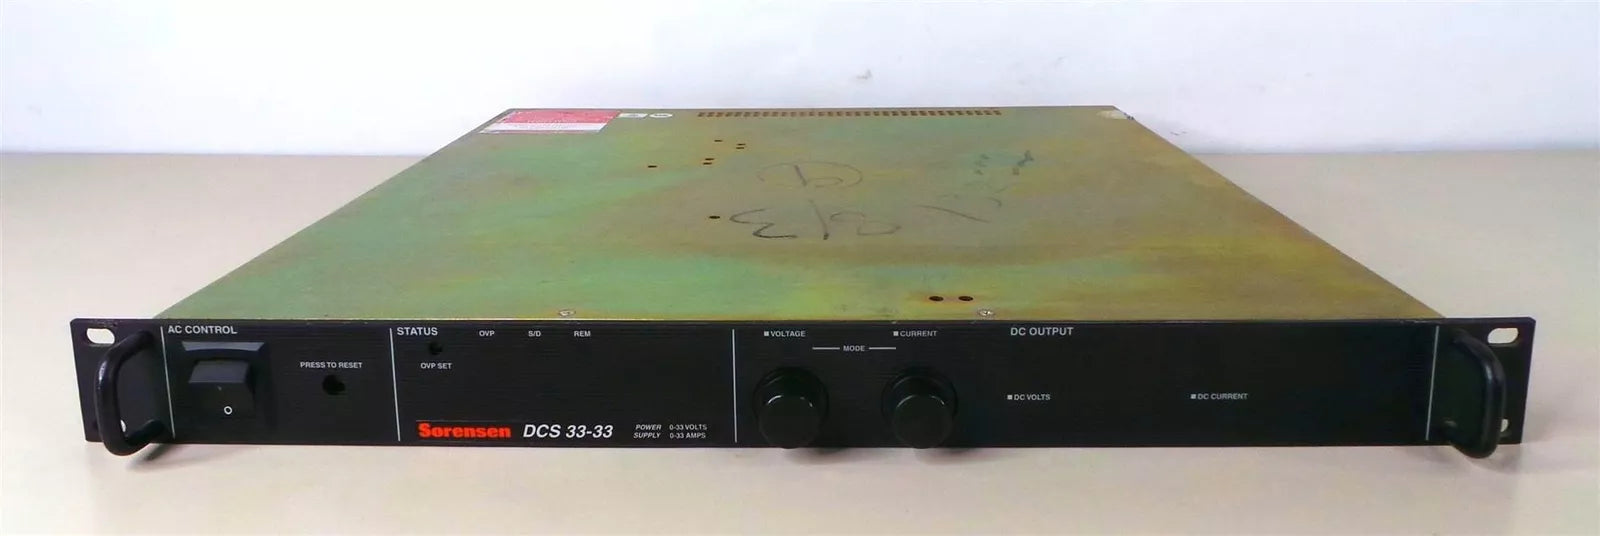 AC CONTROL
PRESS TO RESET
O
STATUS
OVP S/D REM
OVP SET
Sorensen DCS 33-33
POWER 0-33 VOLTS
SUPPLY 0-33 AMPS
VOLTAGE CURRENT
MODE
DC OUTPUT
DC VOLTS DC CURRENT